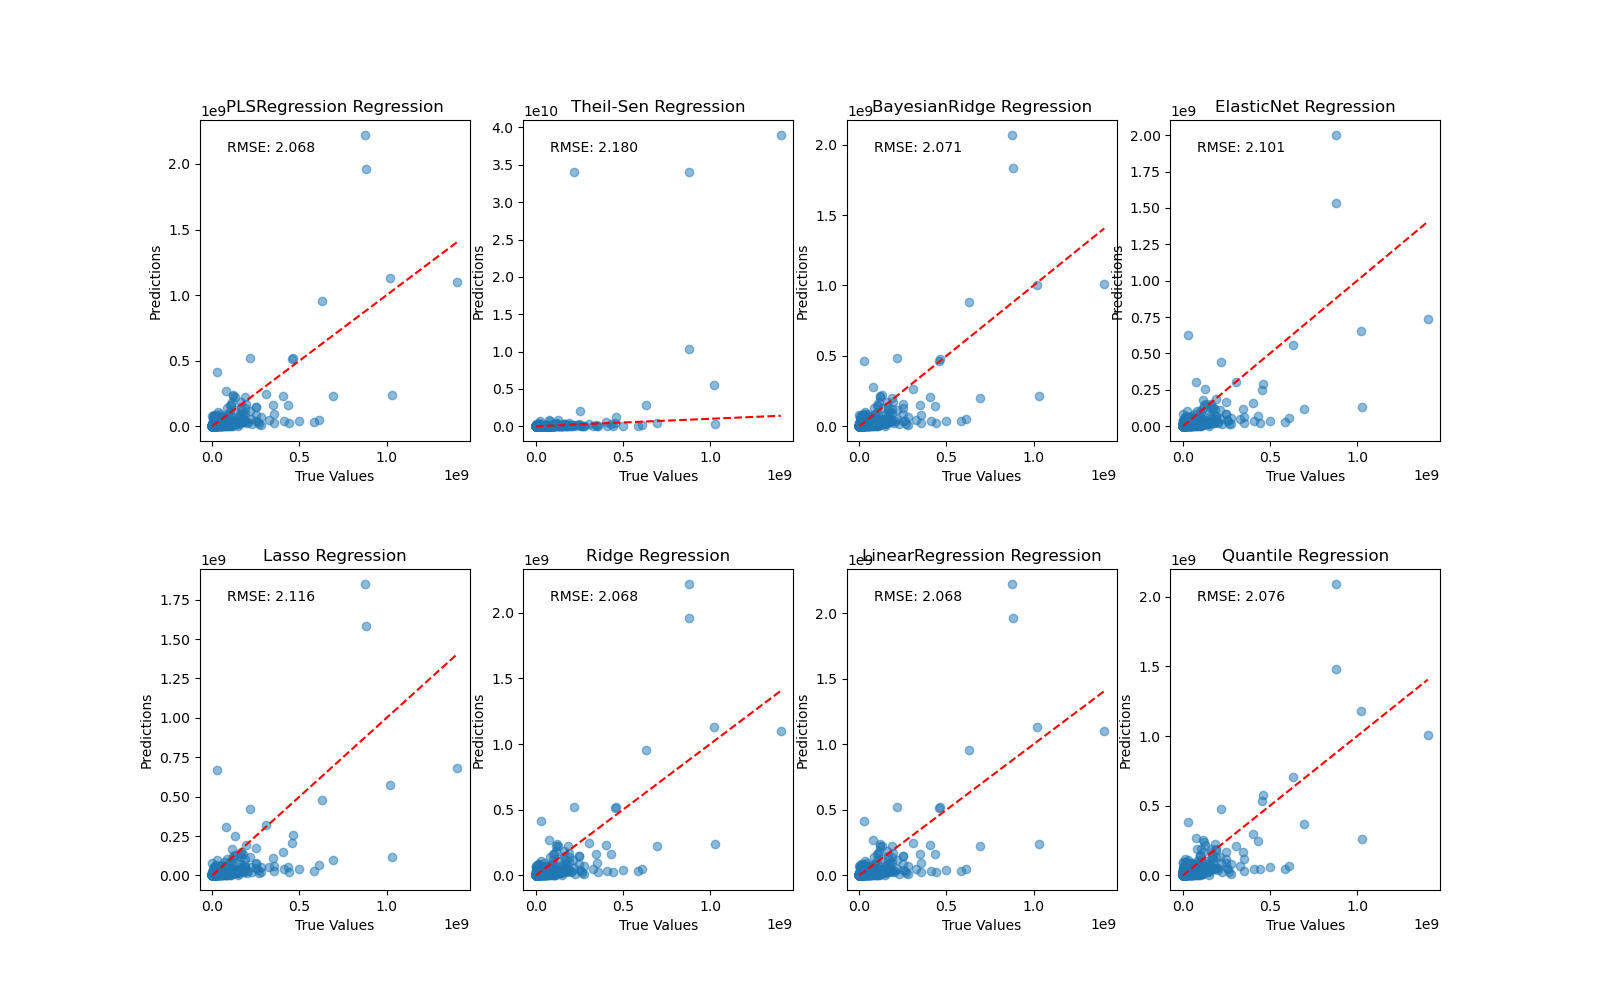 PLSRegression Regression
1e9
RMSE: 2.068
2.0
1.5
1.0
0.5
0.0
Predictions
0.0 0.5 1.0
True Values
1e9
Theil-Sen Regression
1e10
RMSE: 2.180
4.0
3.5
3.0
2.5
2.0
1.5
1.0
0.5
0.0
Predictions
0.0 0.5 1.0
True Values
1e9
BayesianRidge Regression
1e9
RMSE: 2.071
2.0
1.5
1.0
0.5
0.0
Predictions
0.0 0.5 1.0
True Values
1e9
ElasticNet Regression
1e9
RMSE: 2.101
2.00
1.75
1.50
1.25
1.00
0.75
0.50
0.25
0.00
Predictions
0.0 0.5 1.0
True Values
1e9
Lasso Regression
1e9
RMSE: 2.116
1.75
1.50
1.25
1.00
0.75
0.50
0.25
0.00
Predictions
0.0 0.5 1.0
True Values
1e9
Ridge Regression
1e9
RMSE: 2.068
2.0
1.5
1.0
0.5
0.0
Predictions
0.0 0.5 1.0
True Values
1e9
LinearRegression Regression
1e9
RMSE: 2.068
2.0
1.5
1.0
0.5
0.0
Predictions
0.0 0.5 1.0
True Values
1e9
Quantile Regression
1e9
RMSE: 2.076
2.0
1.5
1.0
0.5
0.0
Predictions
0.0 0.5 1.0
True Values
1e9